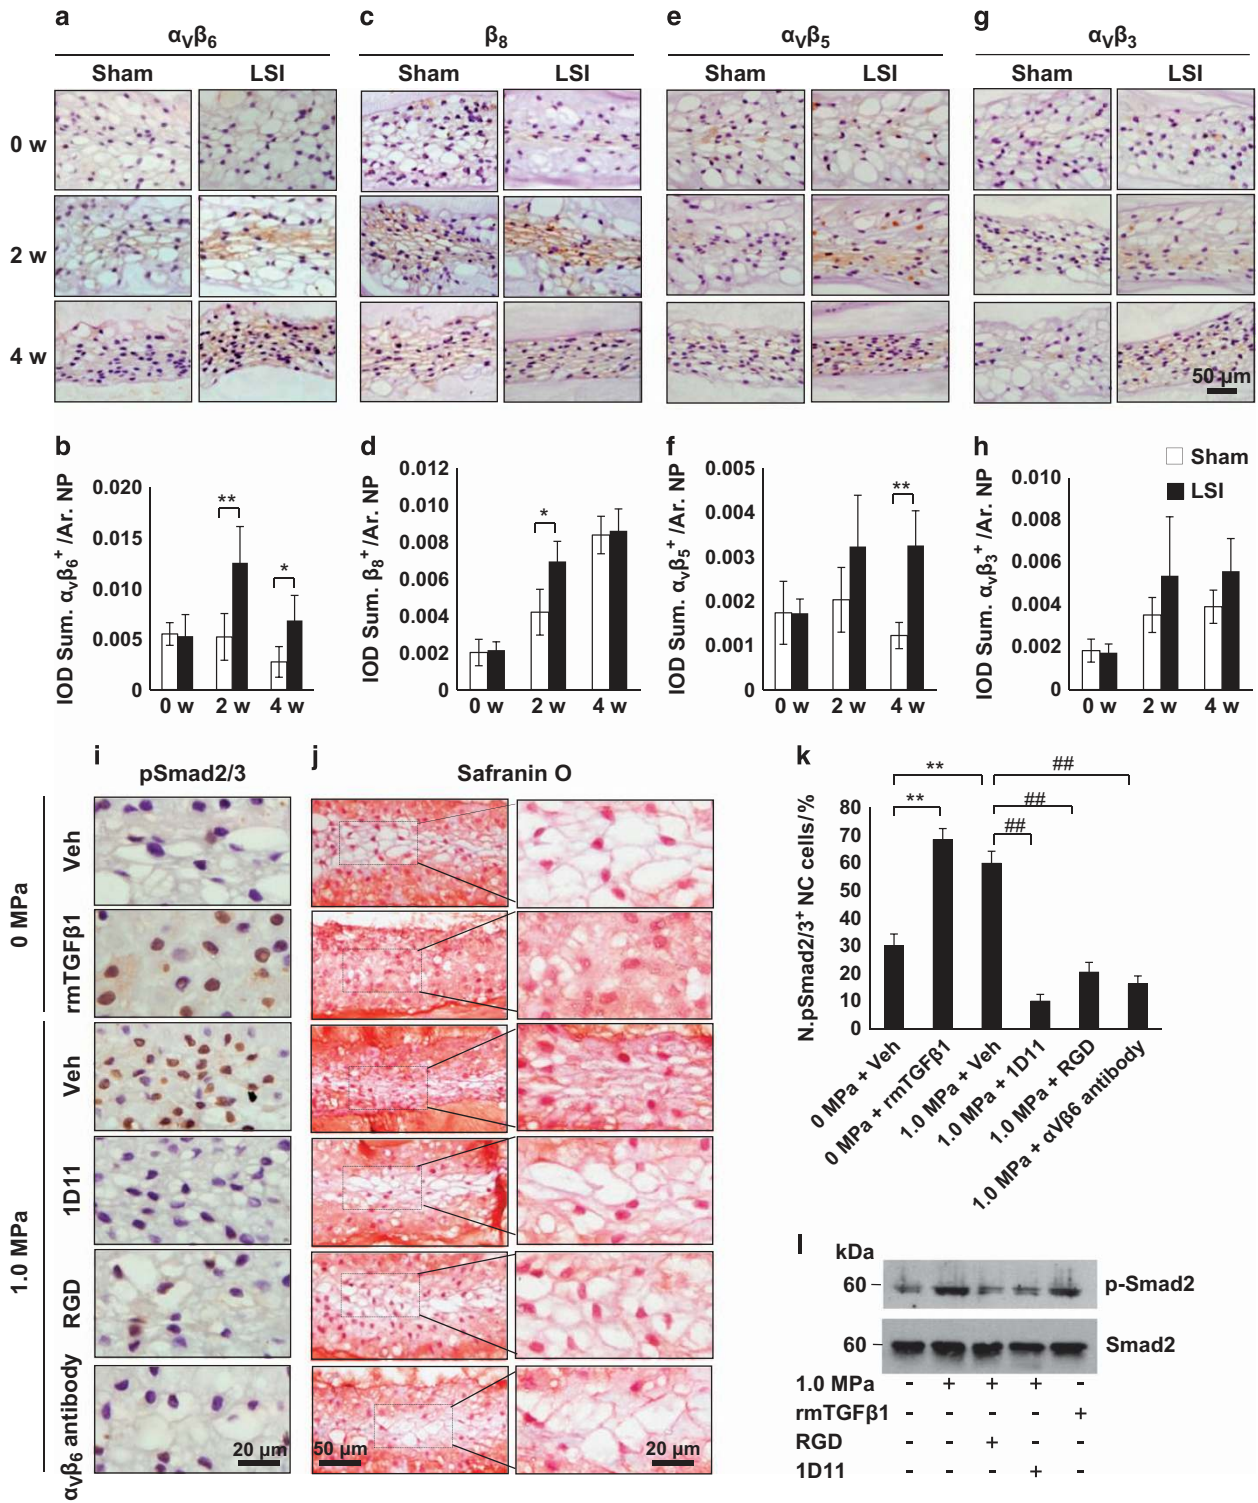 a
c
e
g
αVβ6
β8
αVβ5
αVβ3
Sham LSI
Sham LSI
Sham LSI
Sham LSI
0 w
2 w
4 w
50 µm
b
IOD Sum. αvβ6+/Ar. NP
0.020
0.015
0.010
0.005
0
**
*
0 w 2 w 4 w
d
IOD Sum. β8+/Ar. NP
0.012
0.010
0.008
0.006
0.004
0.002
0
*
0 w 2 w 4 w
f
IOD Sum. αvβ5+/Ar. NP
0.005
0.004
0.003
0.002
0.001
0
**
0 w 2 w 4 w
h
IOD Sum. αvβ3+/Ar. NP
0.010
0.008
0.006
0.004
0.002
0
Sham
LSI
0 w 2 w 4 w
i
pSmad2/3
j
Safranin O
0 MPa
Veh
rmTGFβ1
1.0 MPa
Veh
1D11
RGD
αvβ6 antibody
20 µm
50 µm
20 µm
k
N.pSmad2/3+ NC cells/%
80
70
60
50
40
30
20
10
0
**
**
##
##
##
0 MPa + Veh
0 MPa + rmTGFβ1
1.0 MPa + Veh
1.0 MPa + 1D11
1.0 MPa + RGD
1.0 MPa + αVβ6 antibody
l
kDa
60
p-Smad2
60
Smad2
1.0 MPa - + + + -
rmTGFβ1 - - - - +
RGD - - + - -
1D11 - - - + -